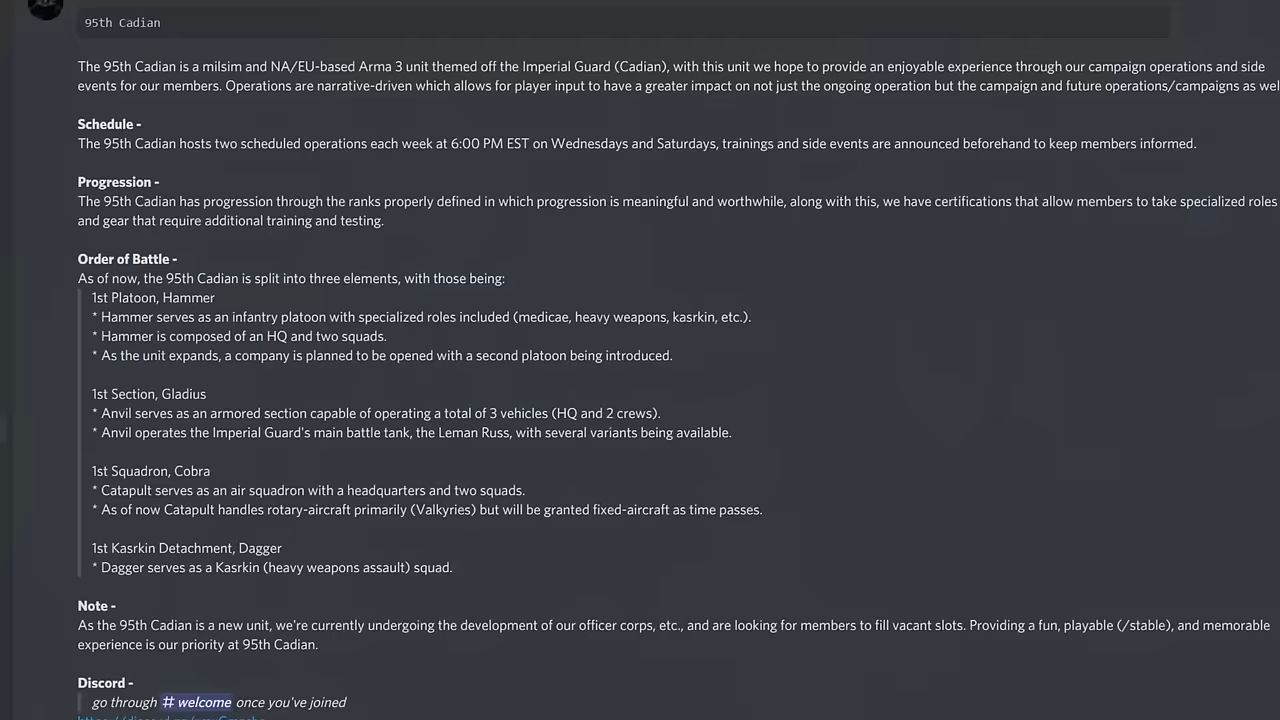 95th Cadian
The 95th Cadian is a milsim and NA/EU-based Arma 3 unit themed off the Imperial Guard (Cadian), with this unit we hope to provide an enjoyable experience through our campaign operations and side
events for our members. Operations are narrative-driven which allows for player input to have a greater impact on not just the ongoing operation but the campaign and future operations/campaigns as wel
Schedule -
The 95th Cadian hosts two scheduled operations each week at 6:00 PM EST on Wednesdays and Saturdays, trainings and side events are announced beforehand to keep members informed.
Progression -
The 95th Cadian has progression through the ranks properly defined in which progression is meaningful and worthwhile, along with this, we have certifications that allow members to take specialized roles
and gear that require additional training and testing.
Order of Battle -
As of now, the 95th Cadian is split into three elements, with those being:
1st Platoon, Hammer
* Hammer serves as an infantry platoon with specialized roles included (medicae, heavy weapons, kasrkin, etc.).
* Hammer is composed of an HQ and two squads.
* As the unit expands, a company is planned to be opened with a second platoon being introduced.
1st Section, Gladius
* Anvil serves as an armored section capable of operating a total of 3 vehicles (HQ and 2 crews).
* Anvil operates the Imperial Guard's main battle tank, the Leman Russ, with several variants being available.
1st Squadron, Cobra
* Catapult serves as an air squadron with a headquarters and two squads.
* As of now Catapult handles rotary-aircraft primarily (Valkyries) but will be granted fixed-aircraft as time passes.
1st Kasrkin Detachment, Dagger
* Dagger serves as a Kasrkin (heavy weapons assault) squad.
Note -
As the 95th Cadian is a new unit, we're currently undergoing the development of our officer corps, etc., and are looking for members to fill vacant slots. Providing a fun, playable (/stable), and memorable
experience is our priority at 95th Cadian.
Discord -
go through # welcome once you've joined